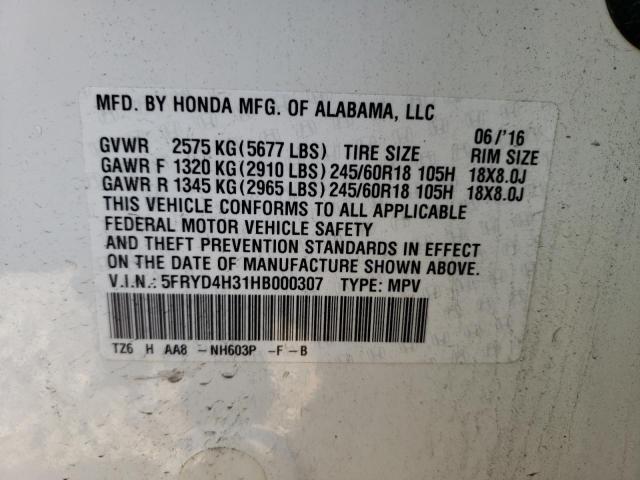 MFD. BY HONDA MFG. OF ALABAMA, LLC
06/'16
GVWR 2575 KG(5677 LBS) TIRE SIZE RIM SIZE
GAWR F 1320 KG(2910 LBS)245/60R18 105H 18X8.0J
GAWR R 1345 KG(2965 LBS)245/60R18 105H 18X8.0J
THIS VEHICLE CONFORMS TO ALL APPLICABLE
FEDERAL MOTOR VEHICLE SAFETY
AND THEFT PREVENTION STANDARDS IN EFFECT
ON THE DATE OF MANUFACTURE SHOWN ABOVE.
V.I.N.: 5FRYD4H31HB000307 TYPE: MPV
TZ6 H AA8 -NH603P -F-B